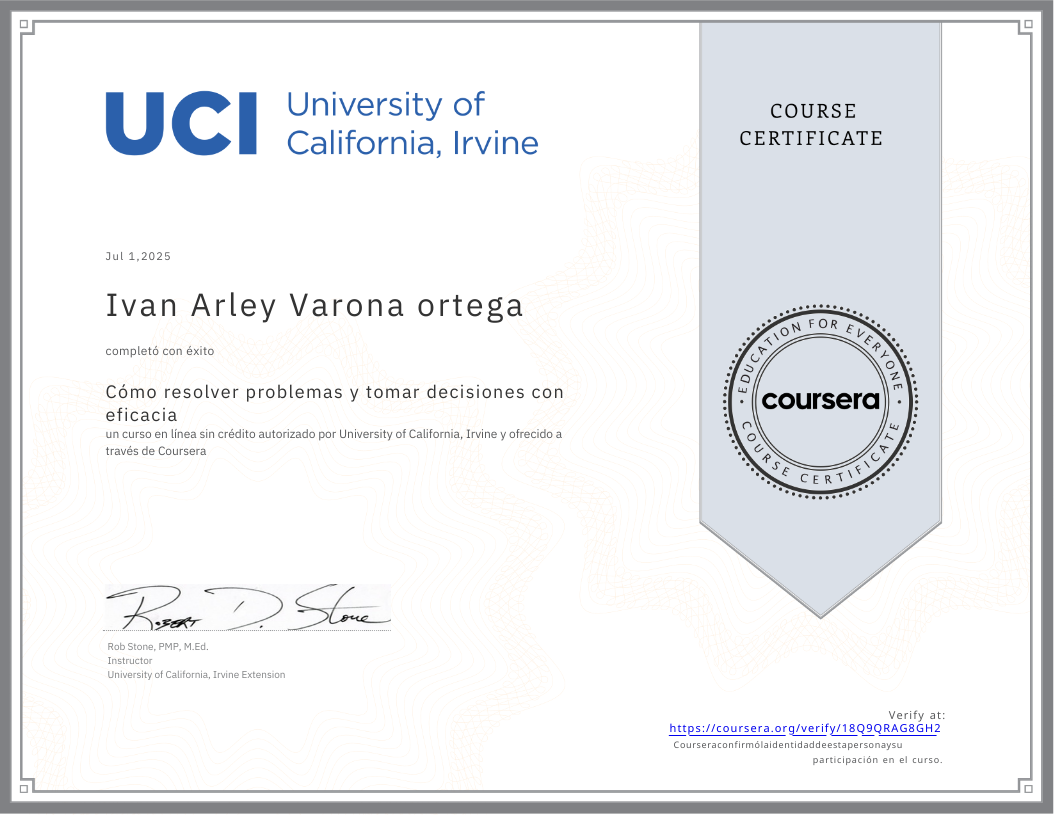 UCI University of
California, Irvine
COURSE
CERTIFICATE
Jul 1,2025
Ivan Arley Varona ortega
completó con éxito
Cómo resolver problemas y tomar decisiones con
eficacia
un curso en línea sin crédito autorizado por University of California, Irvine y ofrecido a
través de Coursera
EDUCATION FOR EVERYONE
coursera
COURSE CERTIFICATE
Robert D. Stone
Rob Stone, PMP, M.Ed.
Instructor
University of California, Irvine Extension
Verify at:
https://coursera.org/verify/18Q9QRAG8GH2
Courseraconfirmólaidentidaddeestapersonaysu
participación en el curso.